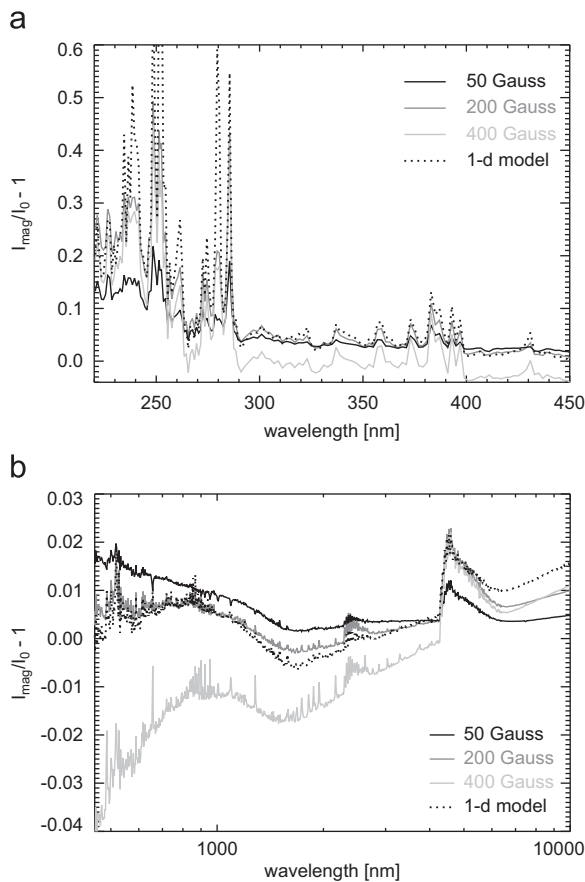 a
0.6
0.5
0.4
0.3
0.2
0.1
0.0
I_mag/I_0 - 1
50 Gauss
200 Gauss
400 Gauss
1-d model
250 300 350 400 450
wavelength [nm]
b
0.03
0.02
0.01
0.00
-0.01
-0.02
-0.03
-0.04
I_mag/I_0 - 1
50 Gauss
200 Gauss
400 Gauss
1-d model
1000 10000
wavelength [nm]